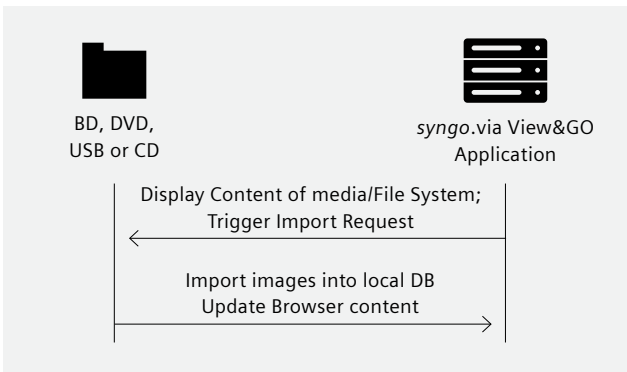 BD, DVD,
USB or CD
syngo.via View&GO
Application
Display Content of media/File System;
Trigger Import Request
Import images into local DB
Update Browser content